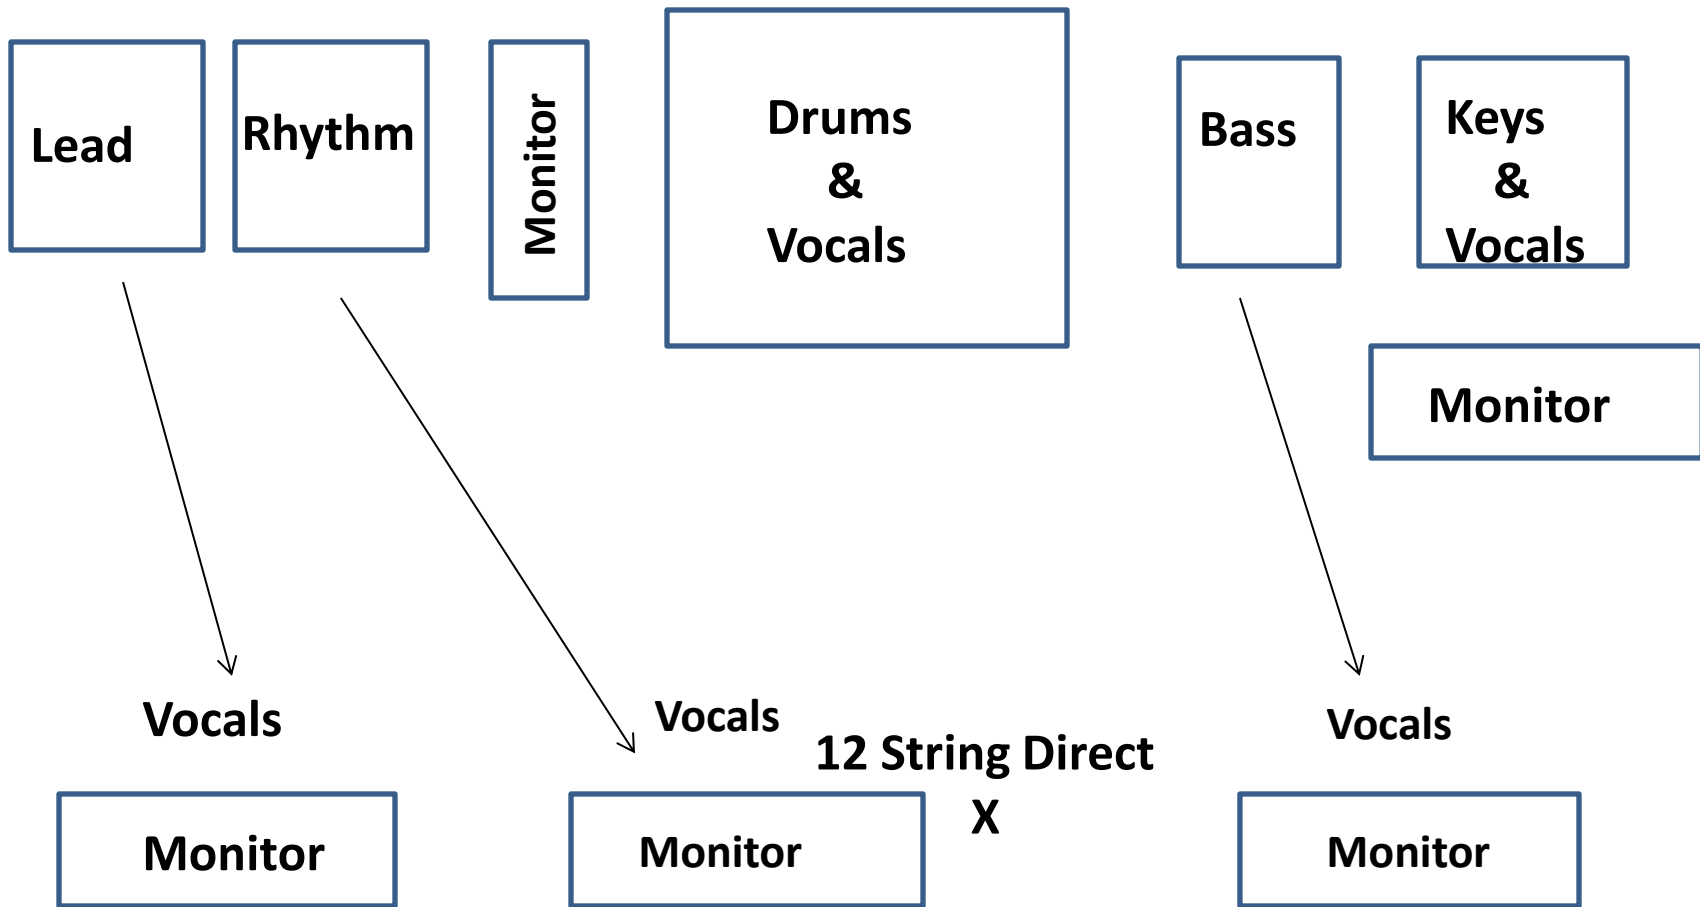 Lead
Rhythm
Monitor
Drums
&
Vocals
Bass
Keys
&
Vocals
Monitor
Vocals
Vocals
12 String Direct
X
Vocals
Monitor
Monitor
Monitor